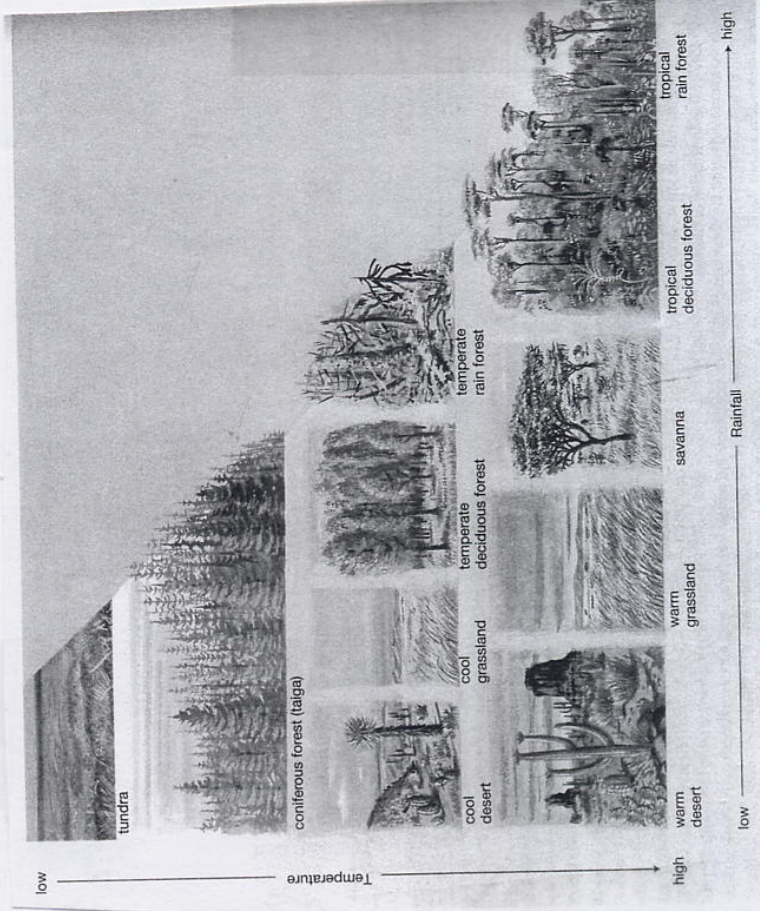 low
Temperature
high
tundra
coniferous forest (taiga)
cool
desert
cool
grassland
temperate
deciduous forest
temperate
rain forest
warm
desert
warm
grassland
savanna
tropical
deciduous forest
tropical
rain forest
low
Rainfall
high